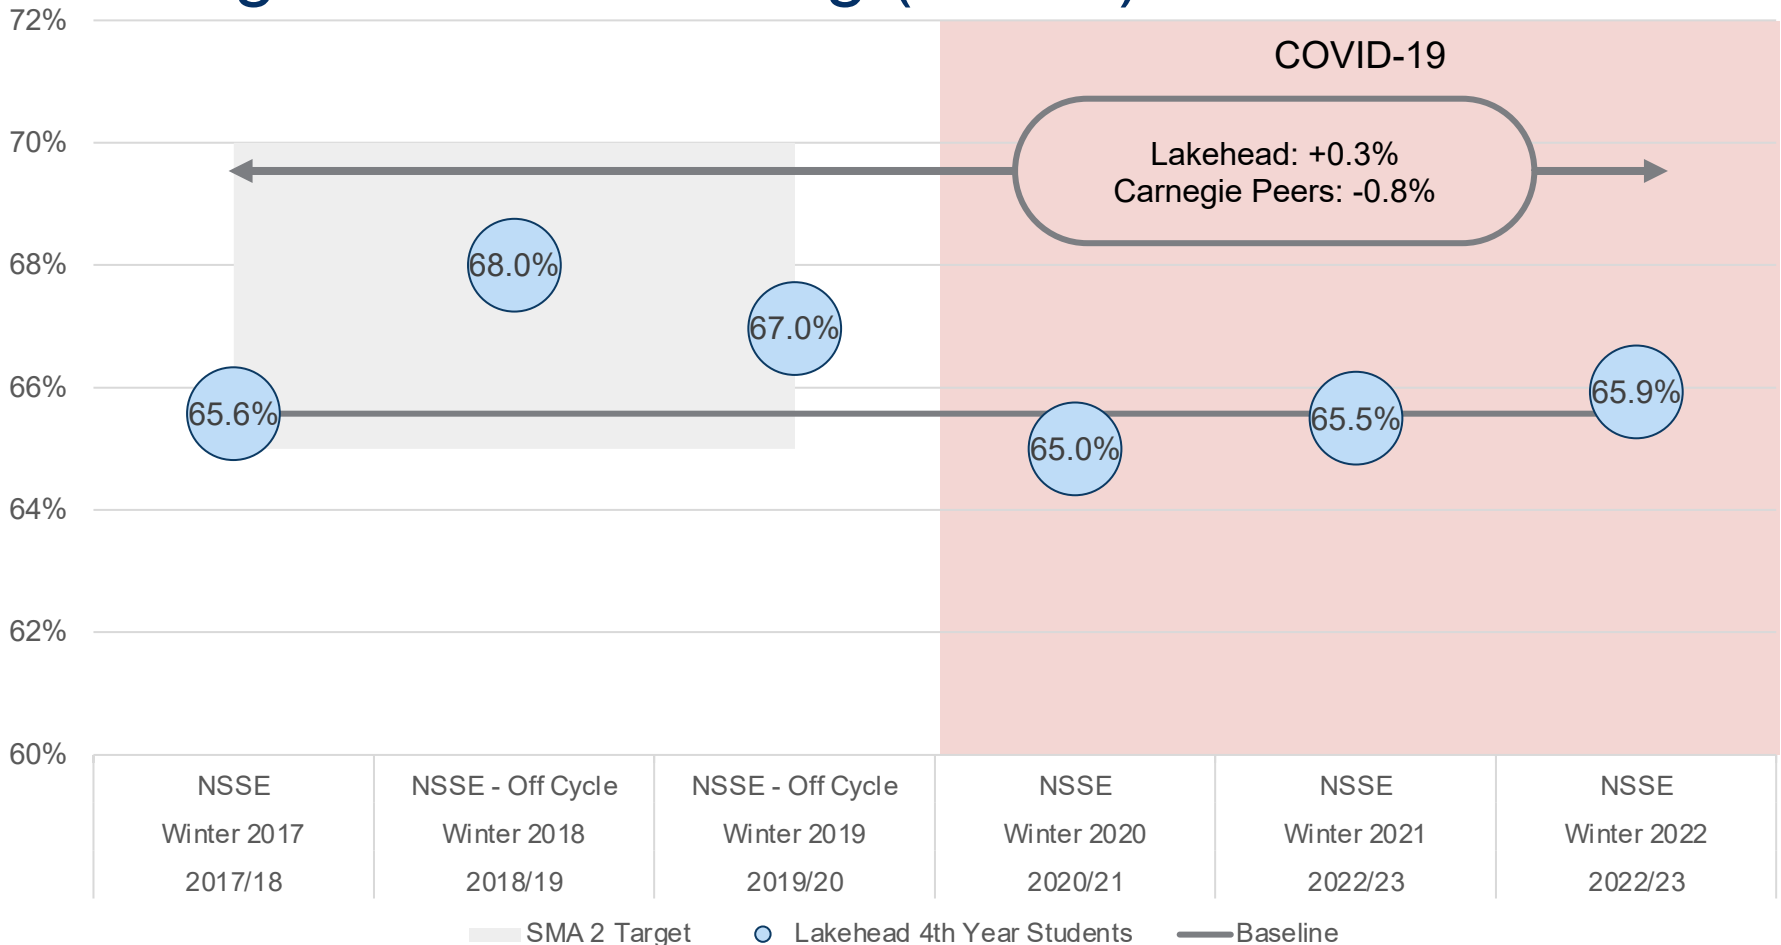 72%
COVID-19
70%
Lakehead: +0.3%
Carnegie Peers: -0.8%
68%
68.0%
67.0%
66%
65.6%
65.0%
65.5%
65.9%
64%
62%
60%
NSSE NSSE - Off Cycle NSSE - Off Cycle NSSE NSSE NSSE
Winter 2017 Winter 2018 Winter 2019 Winter 2020 Winter 2021 Winter 2022
2017/18 2018/19 2019/20 2020/21 2022/23 2022/23
SMA 2 Target Lakehead 4th Year Students Baseline